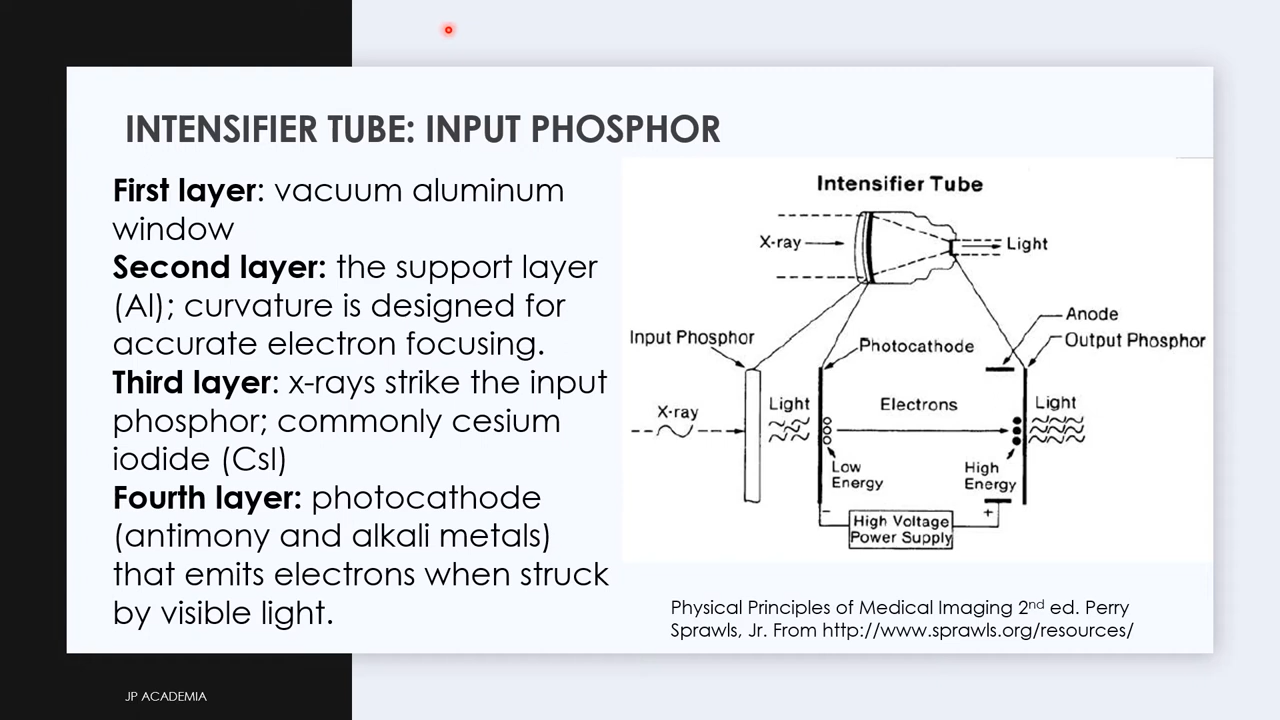 INTENSIFIER TUBE: INPUT PHOSPHOR
First layer: vacuum aluminum
window
Second layer: the support layer
(Al); curvature is designed for
accurate electron focusing.
Third layer: x-rays strike the input
phosphor; commonly cesium
iodide (CsI)
Fourth layer: photocathode
(antimony and alkali metals)
that emits electrons when struck
by visible light.
Intensifier Tube
X-ray
Light
Anode
Input Phosphor
Photocathode
Output Phosphor
X-ray
Light
Electrons
Light
Low
Energy
High
Energy
−
+
High Voltage
Power Supply
Physical Principles of Medical Imaging 2nd ed. Perry
Sprawls, Jr. From http://www.sprawls.org/resources/
JP ACADEMIA